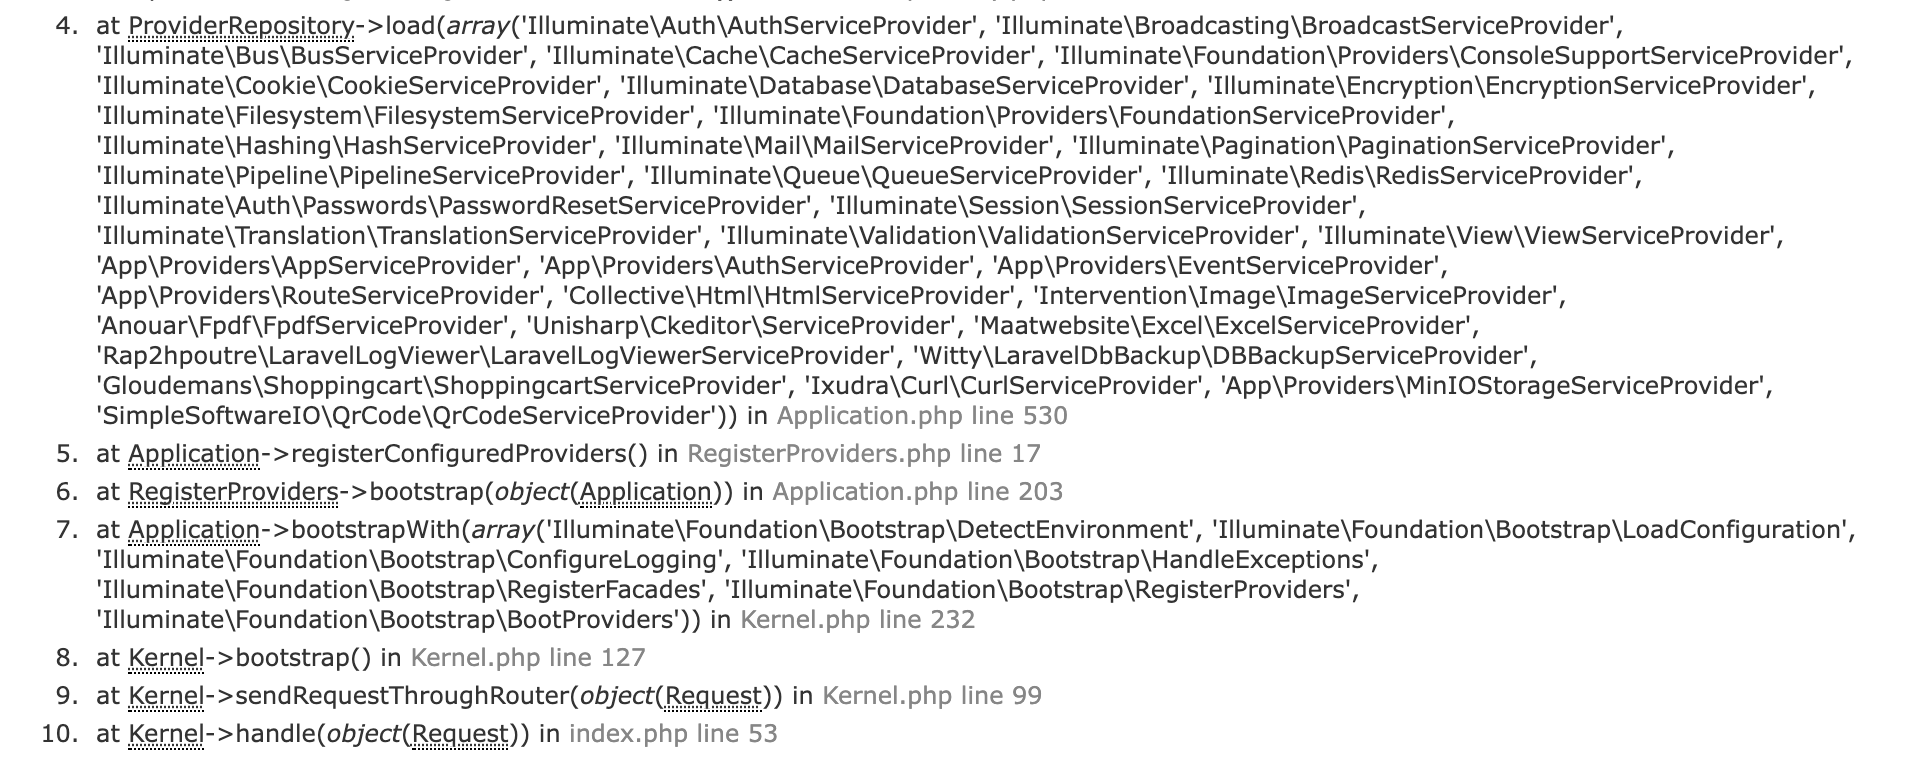 4. at ProviderRepository->load(array('Illuminate\Auth\AuthServiceProvider', 'Illuminate\Broadcasting\BroadcastServiceProvider',
'Illuminate\Bus\BusServiceProvider', 'Illuminate\Cache\CacheServiceProvider', 'Illuminate\Foundation\Providers\ConsoleSupportServiceProvider',
'Illuminate\Cookie\CookieServiceProvider', 'Illuminate\Database\DatabaseServiceProvider', 'Illuminate\Encryption\EncryptionServiceProvider',
'Illuminate\Filesystem\FilesystemServiceProvider', 'Illuminate\Foundation\Providers\FoundationServiceProvider',
'Illuminate\Hashing\HashServiceProvider', 'Illuminate\Mail\MailServiceProvider', 'Illuminate\Pagination\PaginationServiceProvider',
'Illuminate\Pipeline\PipelineServiceProvider', 'Illuminate\Queue\QueueServiceProvider', 'Illuminate\Redis\RedisServiceProvider',
'Illuminate\Auth\Passwords\PasswordResetServiceProvider', 'Illuminate\Session\SessionServiceProvider',
'Illuminate\Translation\TranslationServiceProvider', 'Illuminate\Validation\ValidationServiceProvider', 'Illuminate\View\ViewServiceProvider',
'App\Providers\AppServiceProvider', 'App\Providers\AuthServiceProvider', 'App\Providers\EventServiceProvider',
'App\Providers\RouteServiceProvider', 'Collective\Html\HtmlServiceProvider', 'Intervention\Image\ImageServiceProvider',
'Anouar\Fpdf\FpdfServiceProvider', 'Unisharp\Ckeditor\ServiceProvider', 'Maatwebsite\Excel\ExcelServiceProvider',
'Rap2hpoutre\LaravelLogViewer\LaravelLogViewerServiceProvider', 'Witty\LaravelDbBackup\DBBackupServiceProvider',
'Gloudemans\Shoppingcart\ShoppingcartServiceProvider', 'Ixudra\Curl\CurlServiceProvider', 'App\Providers\MinIOStorageServiceProvider',
'SimpleSoftwareIO\QrCode\QrCodeServiceProvider')) in Application.php line 530
5. at Application->registerConfiguredProviders() in RegisterProviders.php line 17
6. at RegisterProviders->bootstrap(object(Application)) in Application.php line 203
7. at Application->bootstrapWith(array('Illuminate\Foundation\Bootstrap\DetectEnvironment', 'Illuminate\Foundation\Bootstrap\LoadConfiguration',
'Illuminate\Foundation\Bootstrap\ConfigureLogging', 'Illuminate\Foundation\Bootstrap\HandleExceptions',
'Illuminate\Foundation\Bootstrap\RegisterFacades', 'Illuminate\Foundation\Bootstrap\RegisterProviders',
'Illuminate\Foundation\Bootstrap\BootProviders')) in Kernel.php line 232
8. at Kernel->bootstrap() in Kernel.php line 127
9. at Kernel->sendRequestThroughRouter(object(Request)) in Kernel.php line 99
10. at Kernel->handle(object(Request)) in index.php line 53